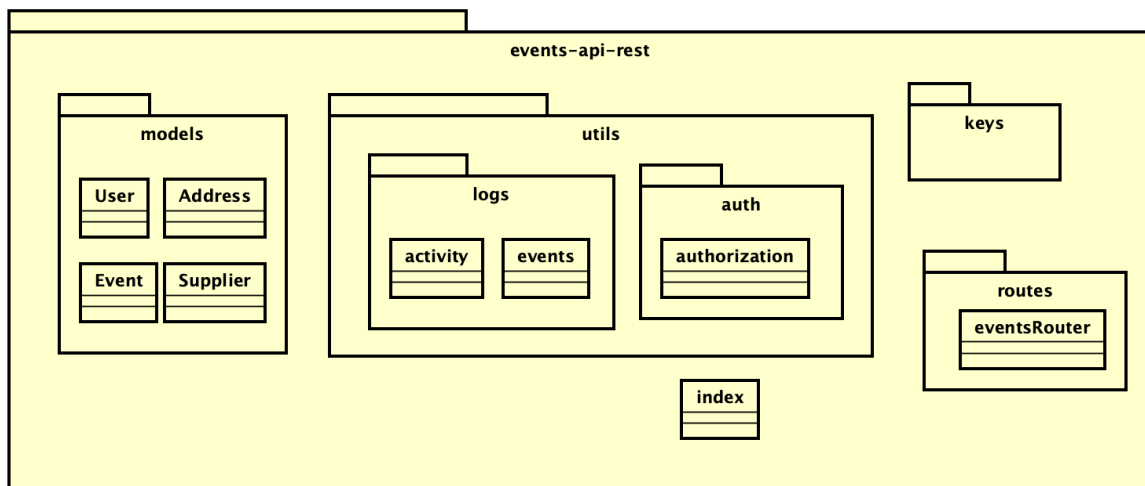 events-api-rest
models
User
Address
Event
Supplier
utils
logs
activity
events
auth
authorization
keys
routes
eventsRouter
index